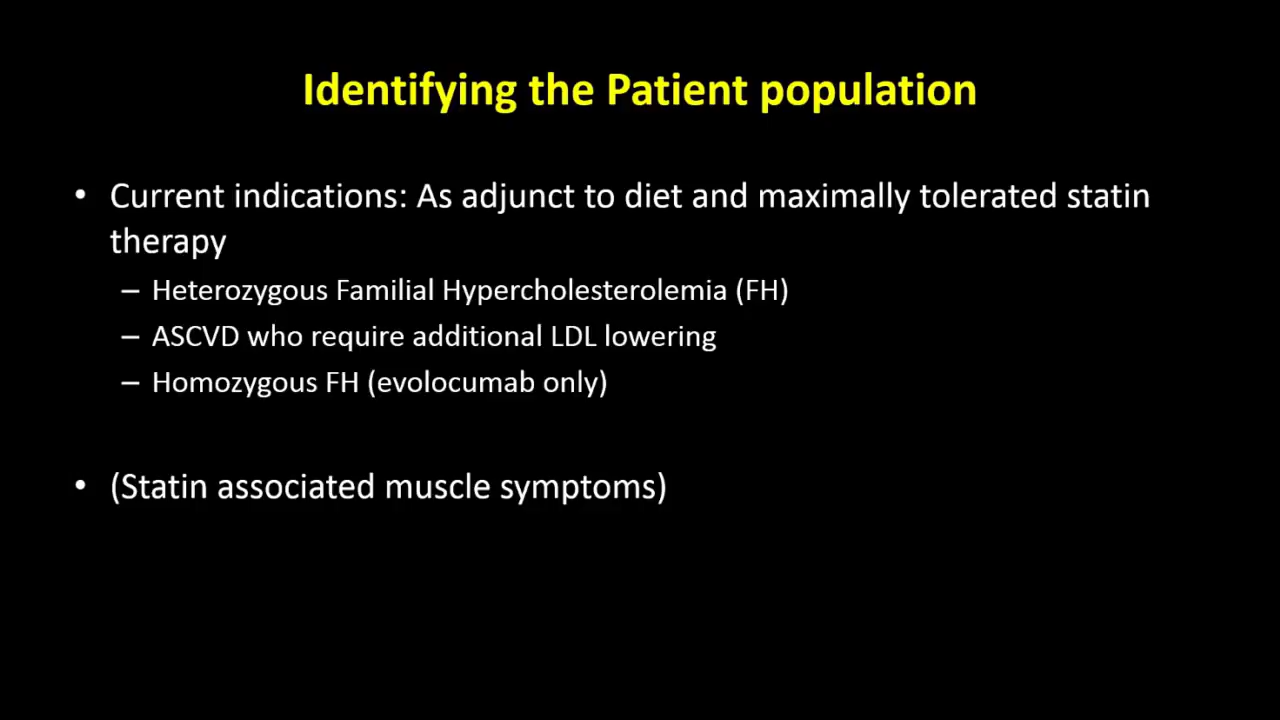 Identifying the Patient population
• Current indications: As adjunct to diet and maximally tolerated statin
therapy
– Heterozygous Familial Hypercholesterolemia (FH)
– ASCVD who require additional LDL lowering
– Homozygous FH (evolocumab only)
• (Statin associated muscle symptoms)